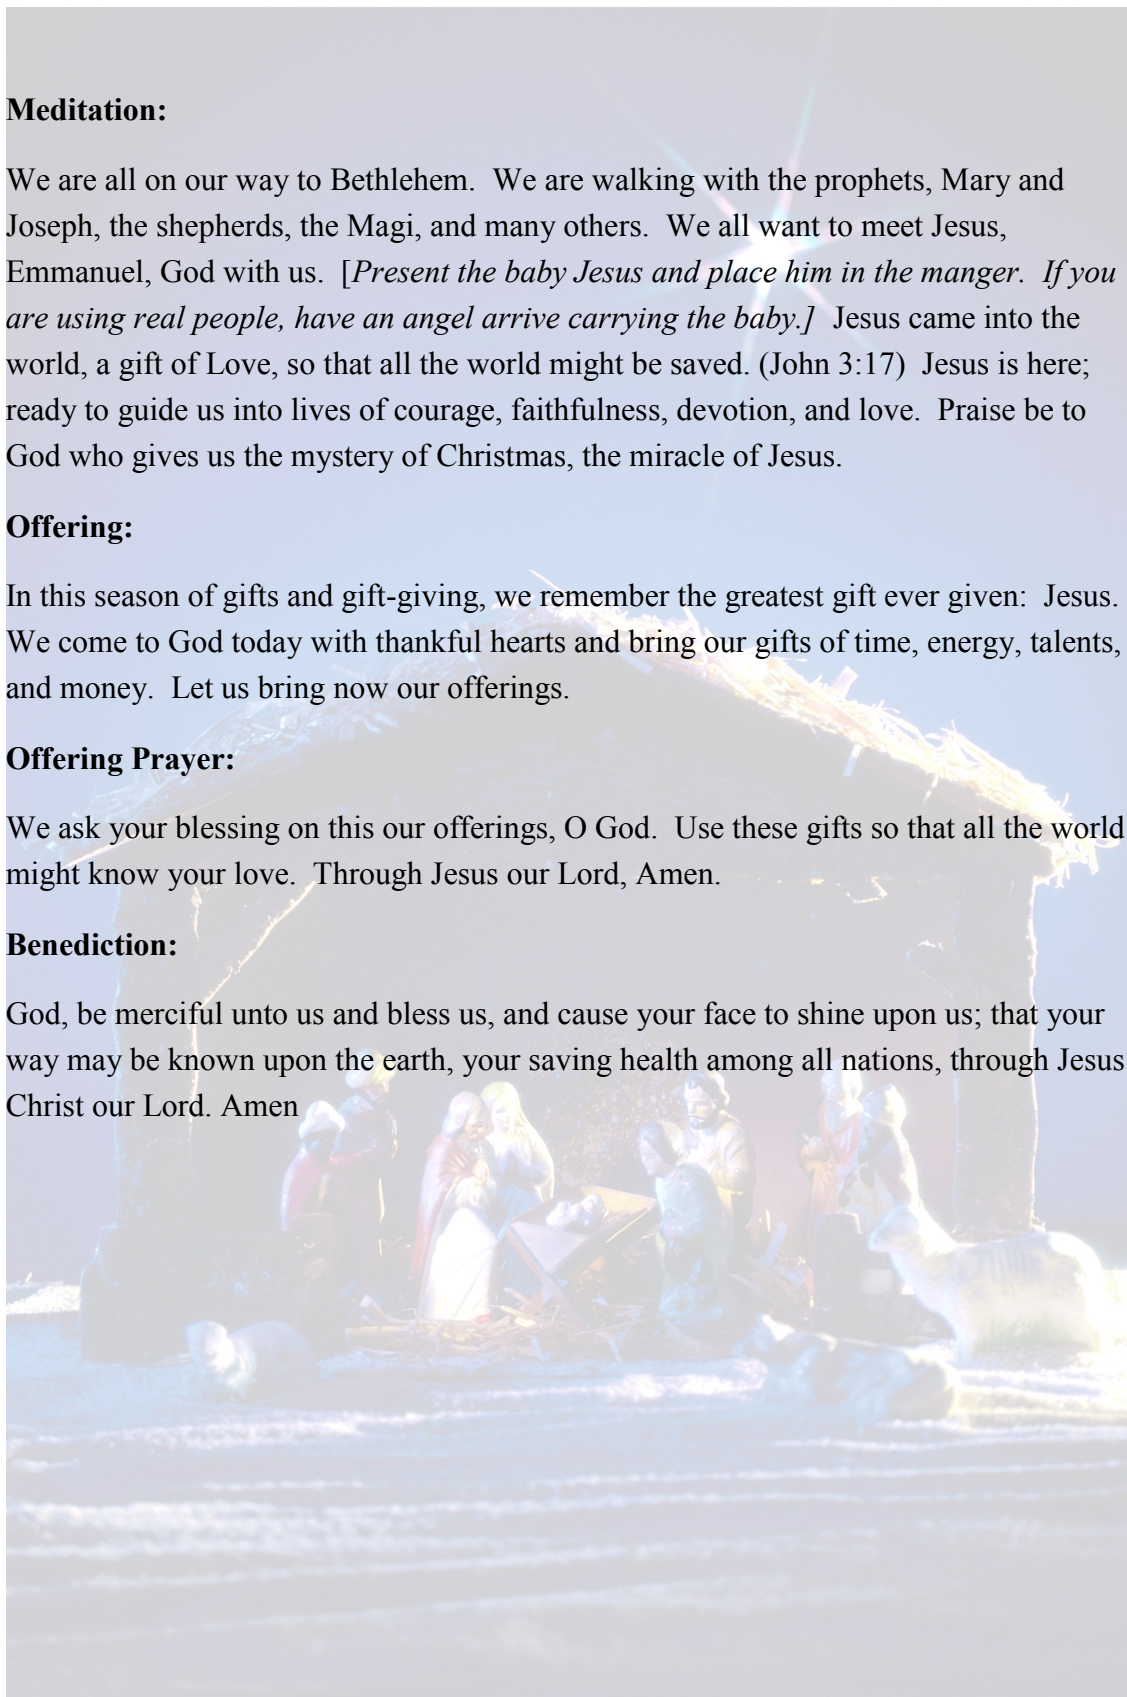 Meditation:
We are all on our way to Bethlehem.  We are walking with the prophets, Mary and
Joseph, the shepherds, the Magi, and many others.  We all want to meet Jesus,
Emmanuel, God with us.  [Present the baby Jesus and place him in the manger.  If you
are using real people, have an angel arrive carrying the baby.]  Jesus came into the
world, a gift of Love, so that all the world might be saved. (John 3:17)  Jesus is here;
ready to guide us into lives of courage, faithfulness, devotion, and love.  Praise be to
God who gives us the mystery of Christmas, the miracle of Jesus.
Offering:
In this season of gifts and gift-giving, we remember the greatest gift ever given:  Jesus.
We come to God today with thankful hearts and bring our gifts of time, energy, talents,
and money.  Let us bring now our offerings.
Offering Prayer:
We ask your blessing on this our offerings, O God.  Use these gifts so that all the world
might know your love.  Through Jesus our Lord, Amen.
Benediction:
God, be merciful unto us and bless us, and cause your face to shine upon us; that your
way may be known upon the earth, your saving health among all nations, through Jesus
Christ our Lord. Amen